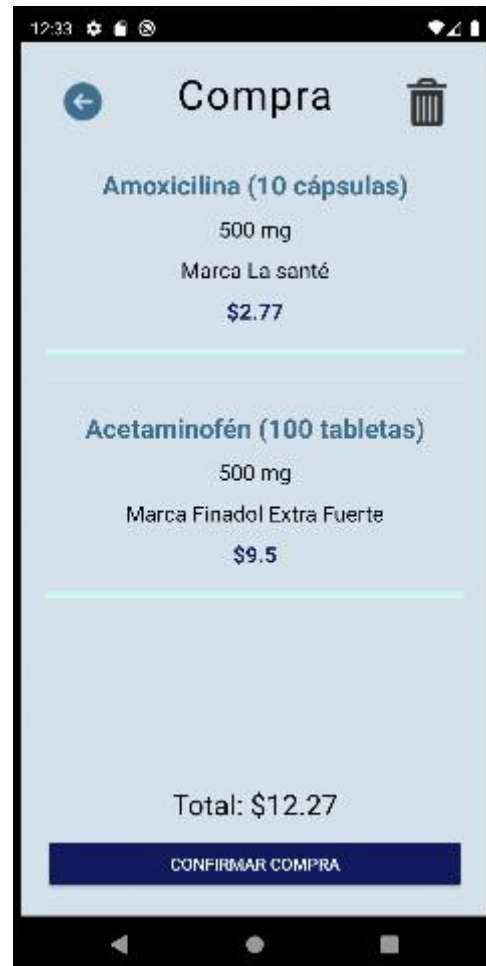 12:33
Compra
Amoxicilina (10 cápsulas)
500 mg
Marca La santé
$2.77
Acetaminofén (100 tabletas)
500 mg
Marca Finadol Extra Fuerte
$9.5
Total: $12.27
CONFIRMAR COMPRA